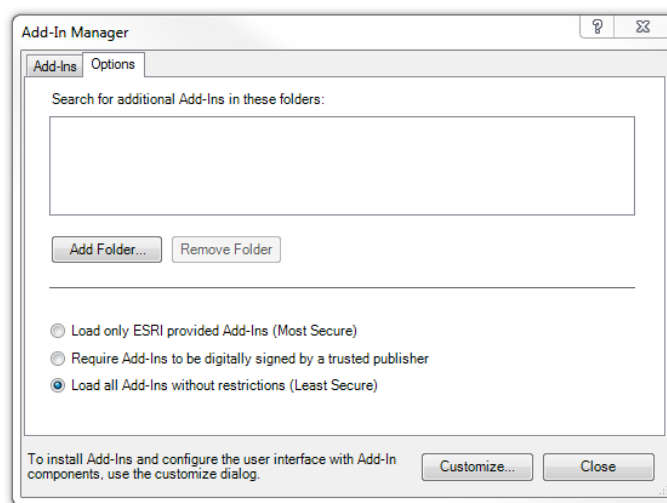 Add-In Manager
?
Add-Ins Options
Search for additional Add-Ins in these folders:
Add Folder... Remove Folder
Load only ESRI provided Add-Ins (Most Secure)
Require Add-Ins to be digitally signed by a trusted publisher
Load all Add-Ins without restrictions (Least Secure)
To install Add-Ins and configure the user interface with Add-In
components, use the customize dialog.
Customize... Close